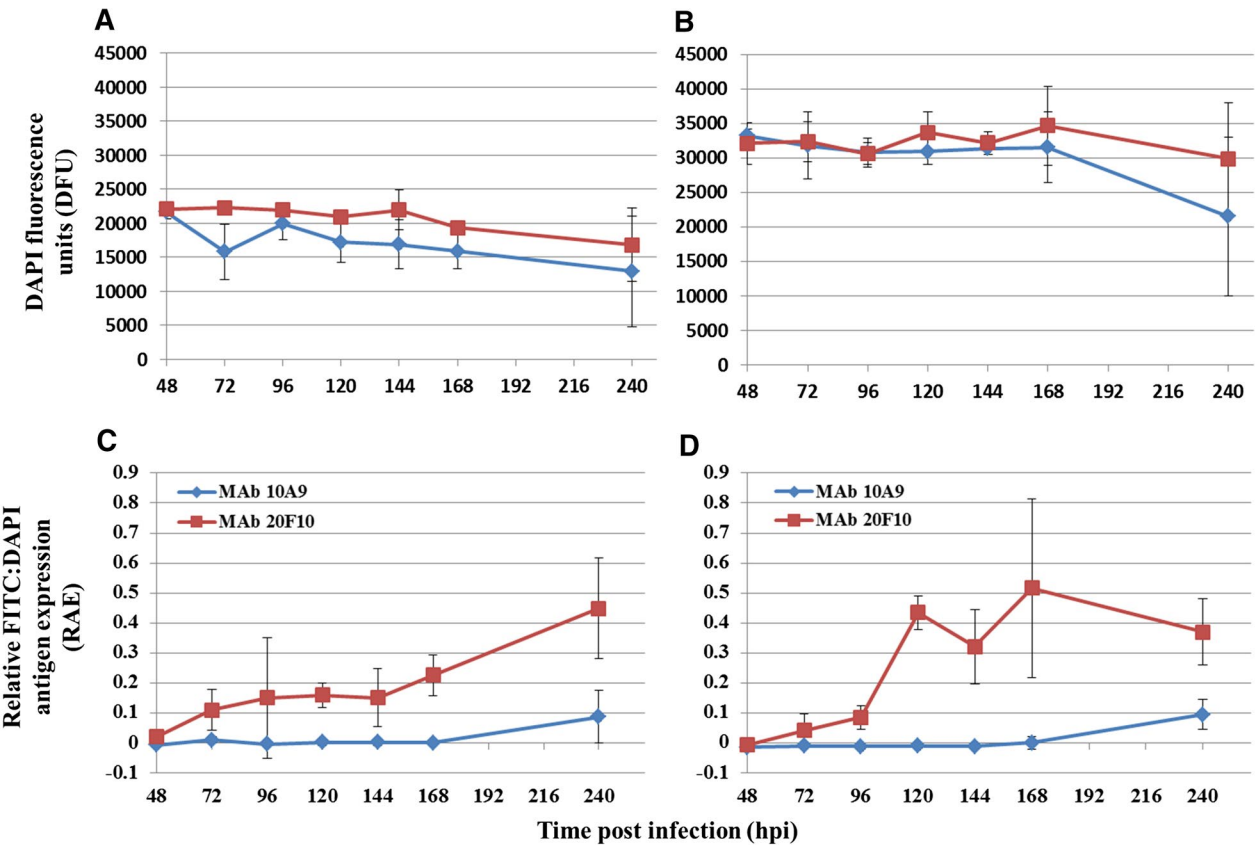 A
45000
40000
35000
30000
25000
20000
15000
10000
5000
0
48 72 96 120 144 168 192 216 240
DAPI fluorescence
units (DFU)
B
45000
40000
35000
30000
25000
20000
15000
10000
5000
0
48 72 96 120 144 168 192 216 240
C
0.9
0.8
0.7
0.6
0.5
0.4
0.3
0.2
0.1
0
-0.1
MAb 10A9
MAb 20F10
48 72 96 120 144 168 192 216 240
Relative FITC:DAPI
antigen expression
(RAE)
D
0.9
0.8
0.7
0.6
0.5
0.4
0.3
0.2
0.1
0
-0.1
MAb 10A9
MAb 20F10
48 72 96 120 144 168 192 216 240
Time post infection (hpi)